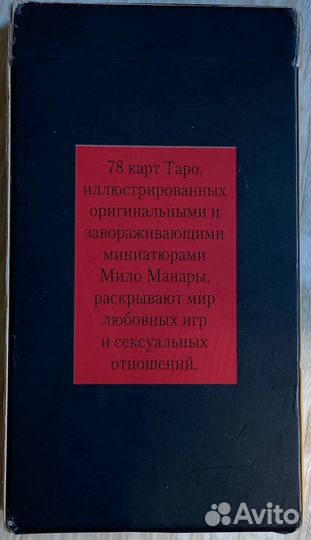 78 карт Таро,
иллюстрированных
оригинальными и
завораживающими
миниатюрами
Мило Манары,
раскрывают мир
любовных игр
и сексуальных
отношений.
Avito